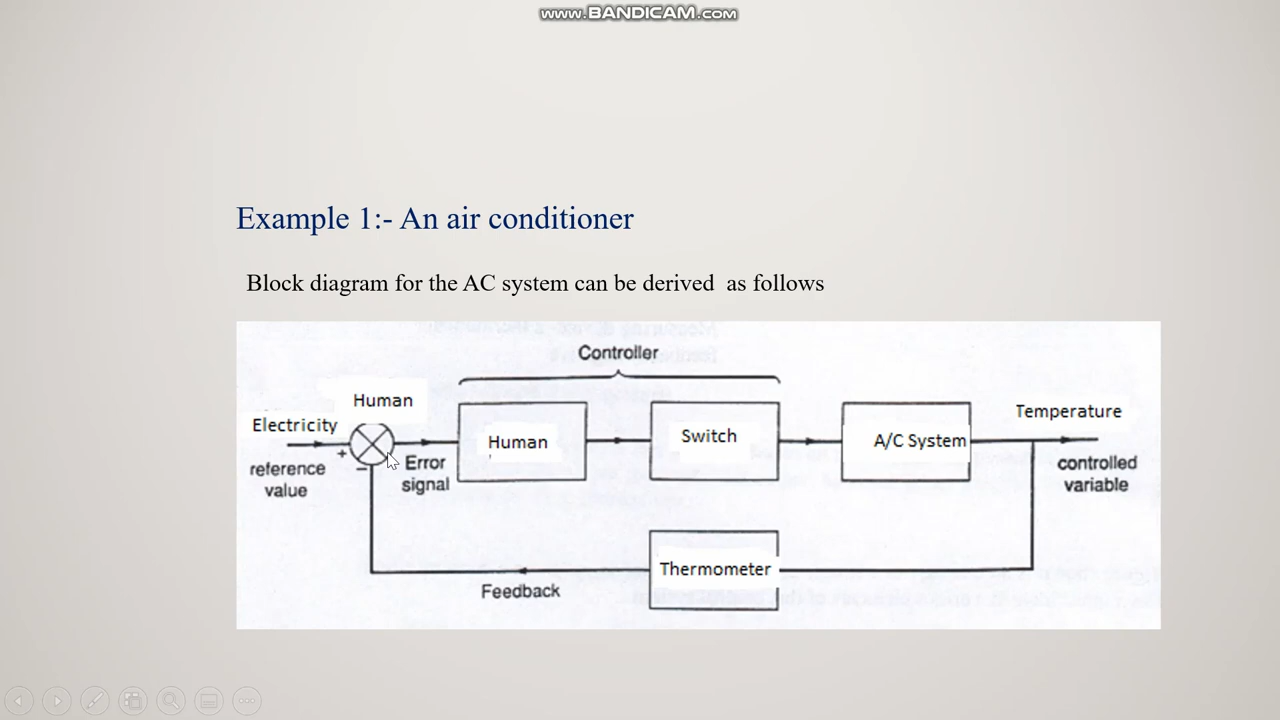 www.BANDICAM.com
Example 1:- An air conditioner
Block diagram for the AC system can be derived  as follows
Controller
Human
Electricity
+
−
reference
value
Error
signal
Human
Switch
A/C System
Temperature
controlled
variable
Thermometer
Feedback